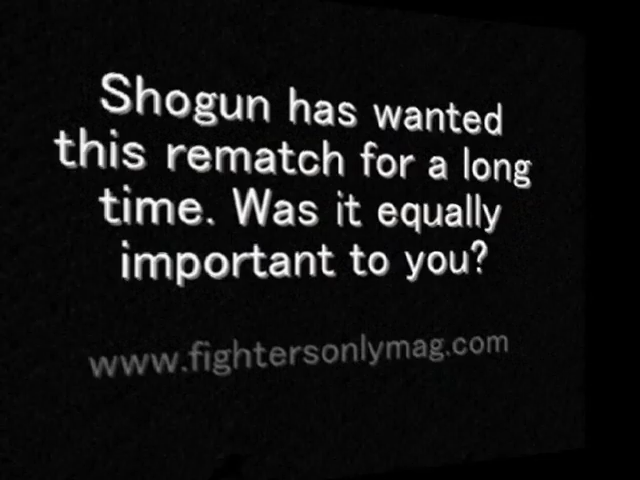 Shogun has wanted
this rematch for a long
time. Was it equally
important to you?
www.fightersonlymag.com